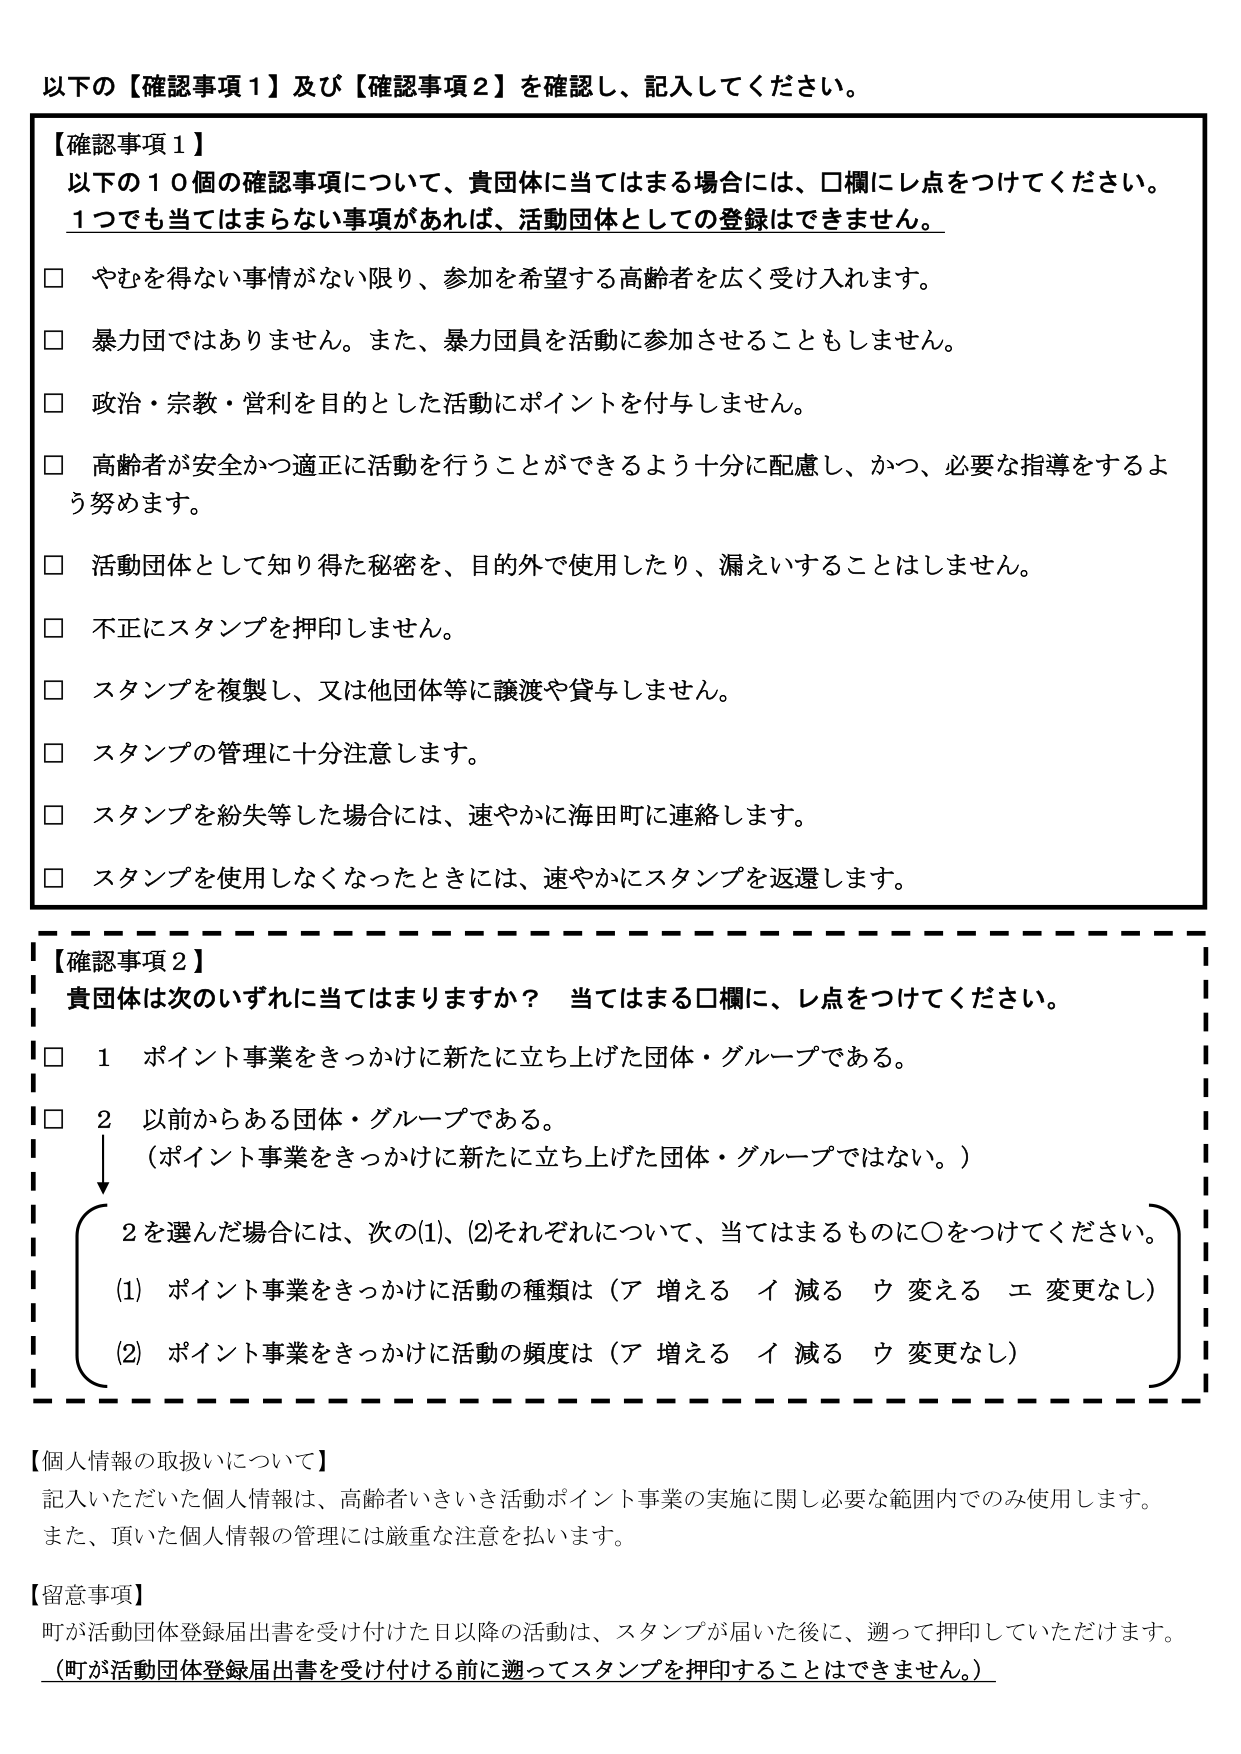 以下の【確認事項１】及び【確認事項２】を確認し、記入してください。
【確認事項１】
以下の１０個の確認事項について、貴団体に当てはまる場合には、口欄にレ点をつけてください。
１つでも当てはまらない事項があれば、活動団体としての登録はできません。
□　やむを得ない事情がない限り、参加を希望する高齢者を広く受け入れます。
□　暴力団ではありません。また、暴力団員を活動に参加させることもしません。
□　政治・宗教・営利を目的とした活動にポイントを付与しません。
□　高齢者が安全かつ適正に活動を行うことができるよう十分に配慮し、かつ、必要な指導をするよ
う努めます。
□　活動団体として知り得た秘密を、目的外で使用したり、漏えいすることはしません。
□　不正にスタンプを押印しません。
□　スタンプを複製し、又は他団体等に譲渡や貸与しません。
□　スタンプの管理に十分注意します。
□　スタンプを紛失等した場合には、速やかに海田町に連絡します。
□　スタンプを使用しなくなったときには、速やかにスタンプを返還します。
【確認事項２】
貴団体は次のいずれに当てはまりますか？　当てはまる口欄に、レ点をつけてください。
□　１　ポイント事業をきっかけに新たに立ち上げた団体・グループである。
□　２　以前からある団体・グループである。
（ポイント事業をきっかけに新たに立ち上げた団体・グループではない。）
２を選んだ場合には、次の⑴、⑵それぞれについて、当てはまるものに〇をつけてください。
⑴　ポイント事業をきっかけに活動の種類は（ア 増える　イ 減る　ウ 変える　エ 変更なし）
⑵　ポイント事業をきっかけに活動の頻度は（ア 増える　イ 減る　ウ 変更なし）
【個人情報の取扱いについて】
記入いただいた個人情報は、高齢者いきいき活動ポイント事業の実施に関し必要な範囲内でのみ使用します。
また、頂いた個人情報の管理には厳重な注意を払います。
【留意事項】
町が活動団体登録届出書を受け付けた日以降の活動は、スタンプが届いた後に、遡って押印していただけます。
（町が活動団体登録届出書を受け付ける前に遡ってスタンプを押印することはできません。）